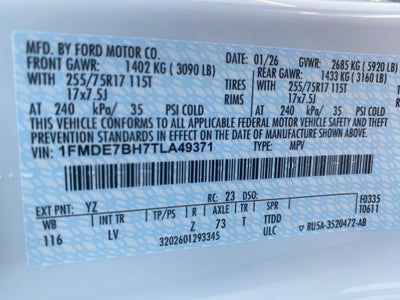 MFD. BY FORD MOTOR CO.
01/26 GVWR: 2685 KG ( 5920 LB)
FRONT GAWR: 1402 KG ( 3090 LB) REAR GAWR: 1433 KG ( 3160 LB)
WITH 255/75R17 115T TIRES WITH 255/75R17 115T
17x7.5J RIMS 17x7.5J
AT 240 kPa/ 35 PSI COLD AT 240 kPa/ 35 PSI COLD
THIS VEHICLE CONFORMS TO ALL APPLICABLE FEDERAL MOTOR VEHICLE SAFETY AND THEFT
PREVENTION STANDARDS IN EFFECT ON THE DATE OF MANUFACTURE SHOWN ABOVE.
VIN: 1FMDE7BH7TLA49371 TYPE: MPV
EXT PNT: YZ RC: 23 DSO: F0335
WB INT TR TP/PS R AXLE TR SPR T0611
116 LV Z 73 T TTDD
3202601293345 ULC ▽RU5A-3520472-AB